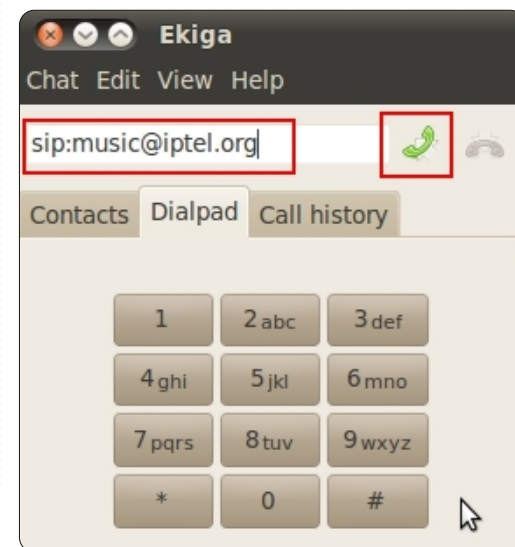 Ekiga
Chat Edit View Help
sip:music@iptel.org
Contacts Dialpad Call history
1 2abc 3def
4ghi 5jkl 6mno
7pqrs 8tuv 9wxyz
* 0 #